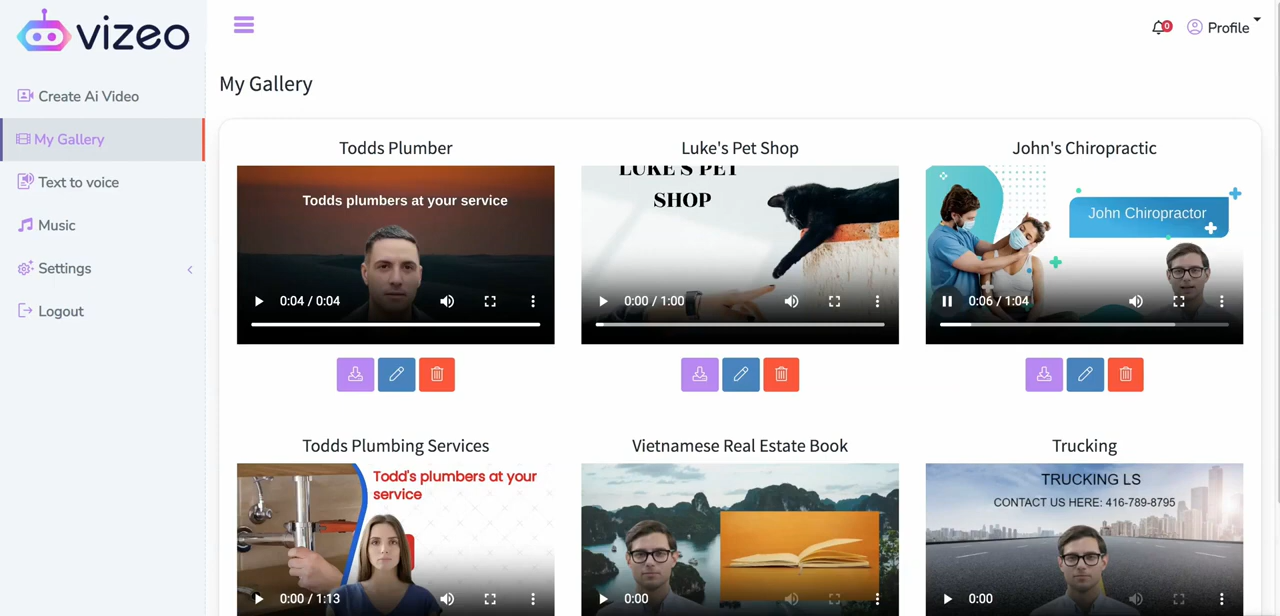 vizeo
0
Profile
Create Ai Video
My Gallery
Text to voice
Music
Settings
Logout
My Gallery
Todds Plumber
Todds plumbers at your service
0:04 / 0:04
Luke's Pet Shop
LUKE'S PET
SHOP
0:00 / 1:00
John's Chiropractic
John Chiropractor
0:06 / 1:04
Todds Plumbing Services
Todd's plumbers at your
service
0:00 / 1:13
Vietnamese Real Estate Book
0:00
Trucking
TRUCKING LS
CONTACT US HERE: 416-789-8795
0:00